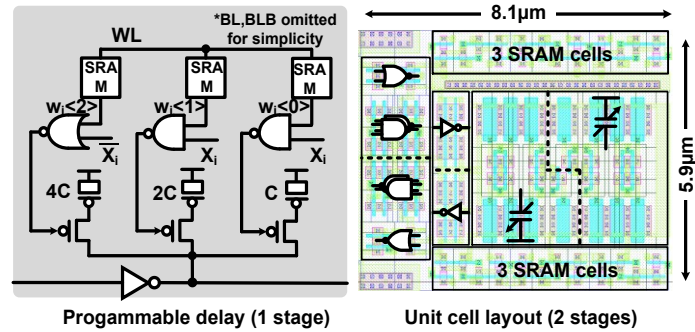 *BL,BLB omitted
for simplicity
WL
SRA
M
SRA
M
SRA
M
wᵢ<2>
wᵢ<1>
wᵢ<0>
X̅ᵢ
Xᵢ
Xᵢ
4C
2C
C
Progammable delay (1 stage)
8.1µm
3 SRAM cells
5.9µm
3 SRAM cells
Unit cell layout (2 stages)